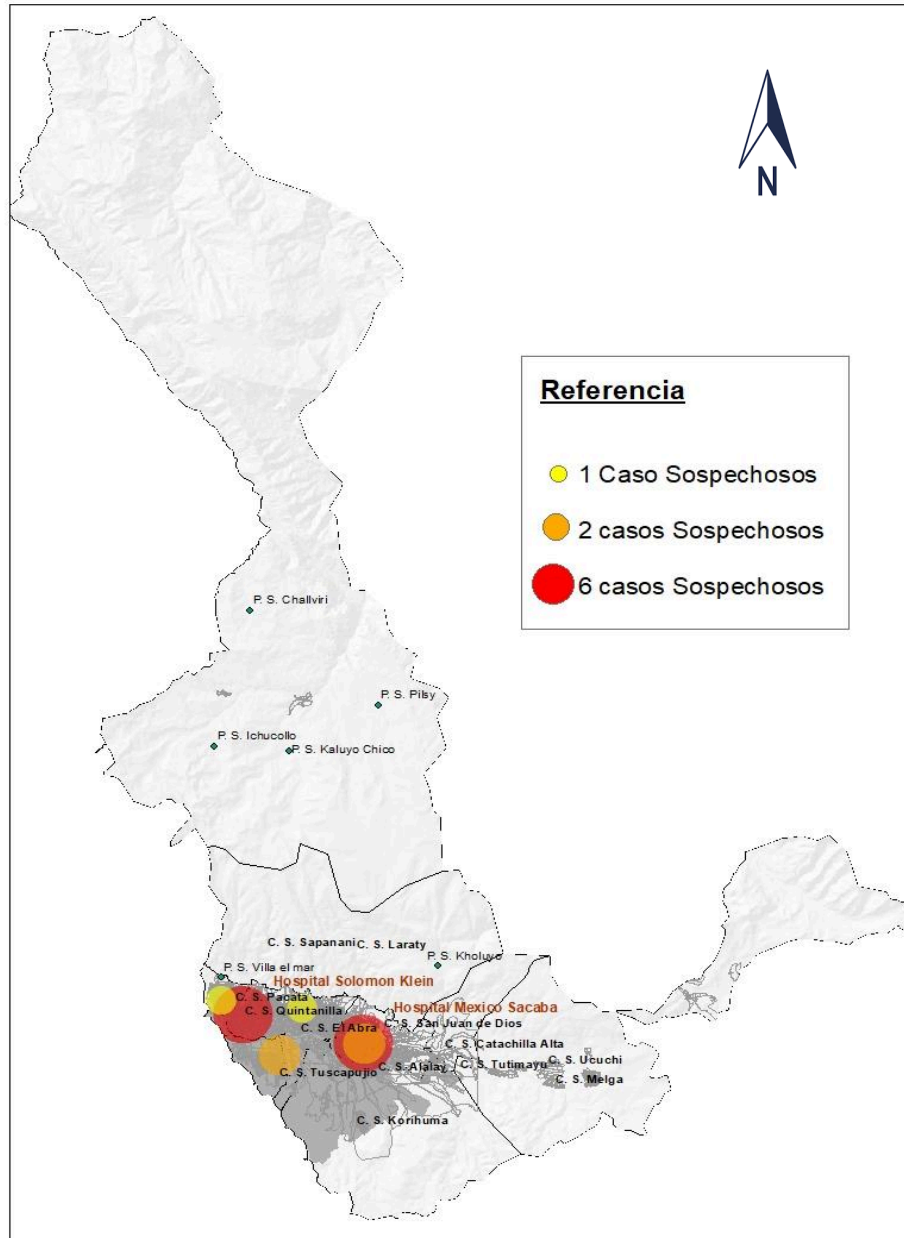 N
Referencia
1 Caso Sospechosos
2 casos Sospechosos
6 casos Sospechosos
P. S. Challviri
P. S. Pilsy
P. S. Ichucollo
P. S. Kaluyo Chico
C. S. Sapanani
C. S. Laraty
P. S. Kholuyo
P. S. Villa el mar
Hospital Solomon Klein
C. S. Pacata
C. S. Quintanilla
Hospital Mexico Sacaba
C. S. San Juan de Dios
C. S. El Abra
C. S. Catachilla Alta
C. S. Ucuchi
C. S. Tutimayu
C. S. Alalay
C. S. Tuscapujio
C. S. Melga
C. S. Korihuma